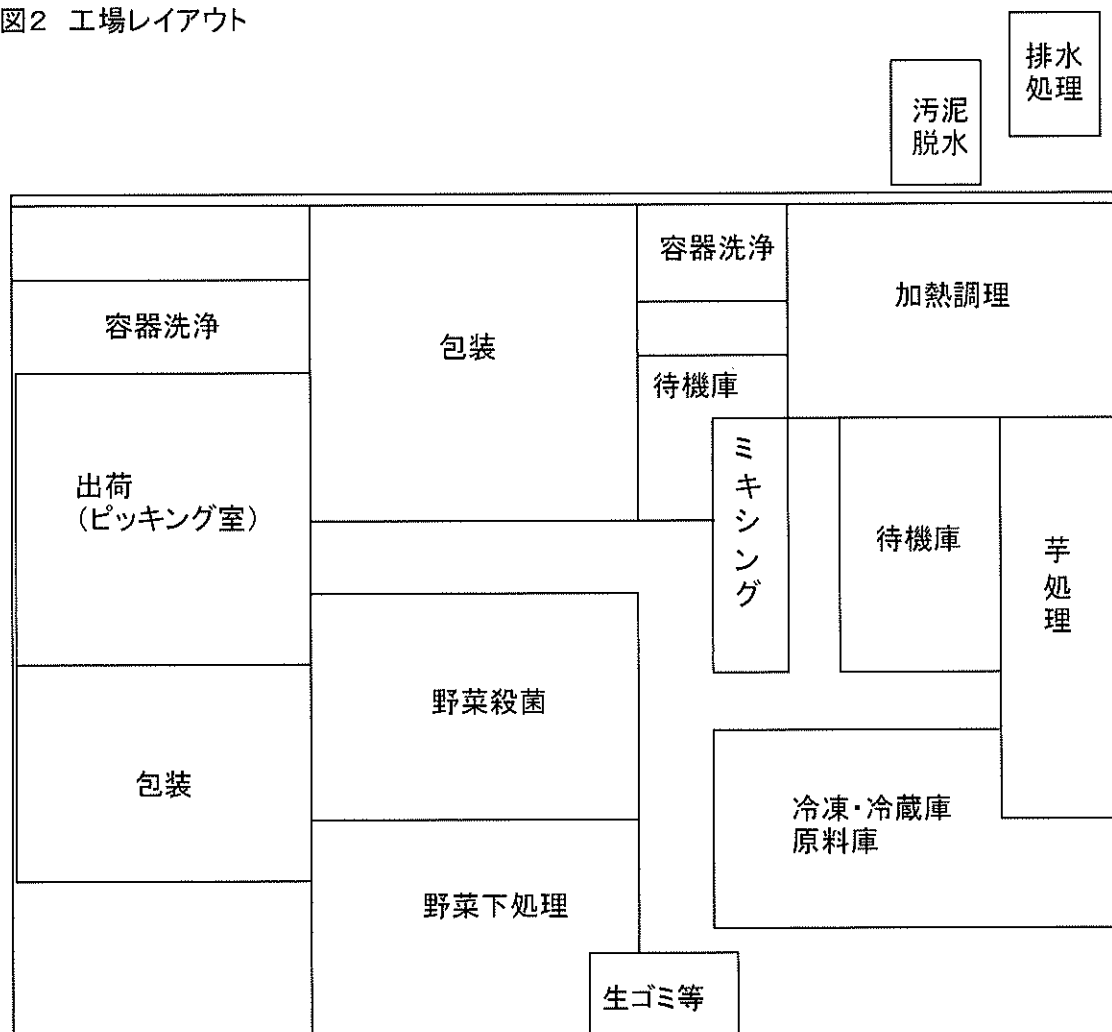 図2 工場レイアウト
排水
処理
汚泥
脱水
容器洗浄
加熱調理
容器洗浄
包装
待機庫
ミキシング
出荷
(ピッキング室)
待機庫
芋処理
野菜殺菌
包装
冷凍・冷蔵庫
原料庫
野菜下処理
生ゴミ等